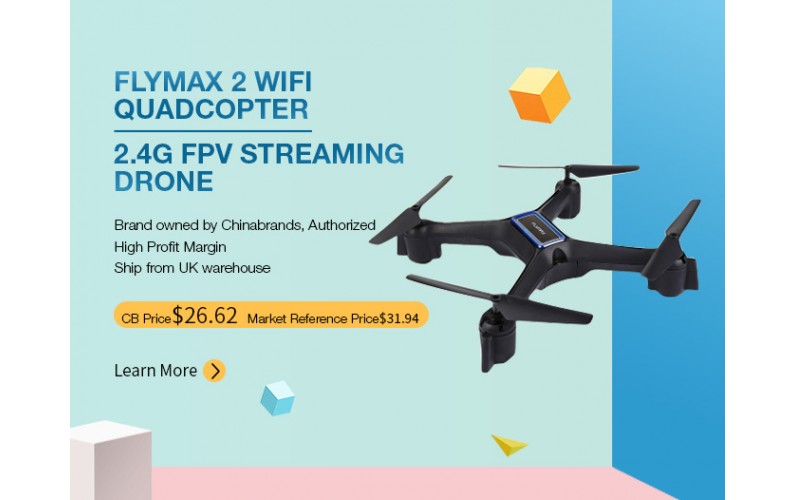 FLYMAX 2 WIFI
QUADCOPTER
2.4G FPV STREAMING
DRONE
Brand owned by Chinabrands, Authorized
High Profit Margin
Ship from UK warehouse
CB Price$26.62 Market Reference Price$31.94
Learn More